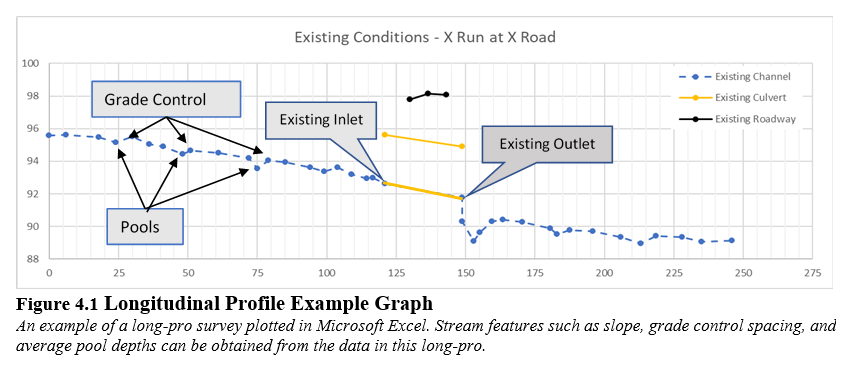 Existing Conditions - X Run at X Road
100
98
96
94
92
90
88
0 25 50 75 100 125 150 175 200 225 250 275
Existing Channel
Existing Culvert
Existing Roadway
Grade Control
Existing Inlet
Existing Outlet
Pools
Figure 4.1 Longitudinal Profile Example Graph
An example of a long-pro survey plotted in Microsoft Excel. Stream features such as slope, grade control spacing, and
average pool depths can be obtained from the data in this long-pro.